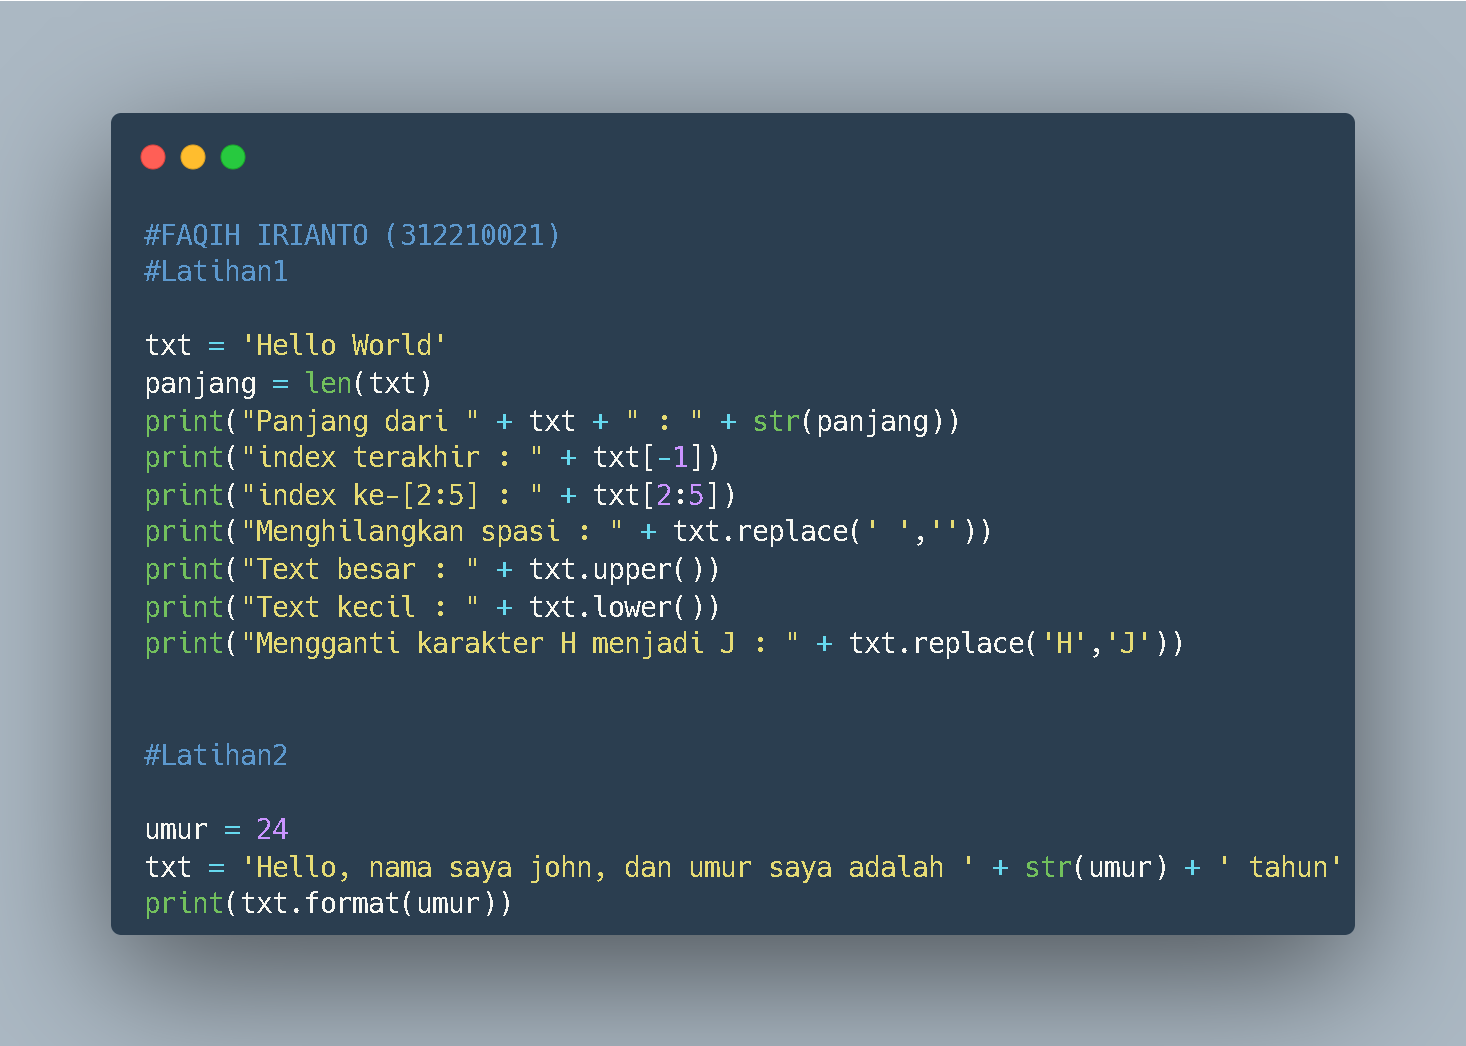 #FAQIH IRIANTO (312210021)
#Latihan1
txt = 'Hello World'
panjang = len(txt)
print("Panjang dari " + txt + " : " + str(panjang))
print("index terakhir : " + txt[-1])
print("index ke-[2:5] : " + txt[2:5])
print("Menghilangkan spasi : " + txt.replace(' ',''))
print("Text besar : " + txt.upper())
print("Text kecil : " + txt.lower())
print("Mengganti karakter H menjadi J : " + txt.replace('H','J'))
#Latihan2
umur = 24
txt = 'Hello, nama saya john, dan umur saya adalah ' + str(umur) + ' tahun'
print(txt.format(umur))